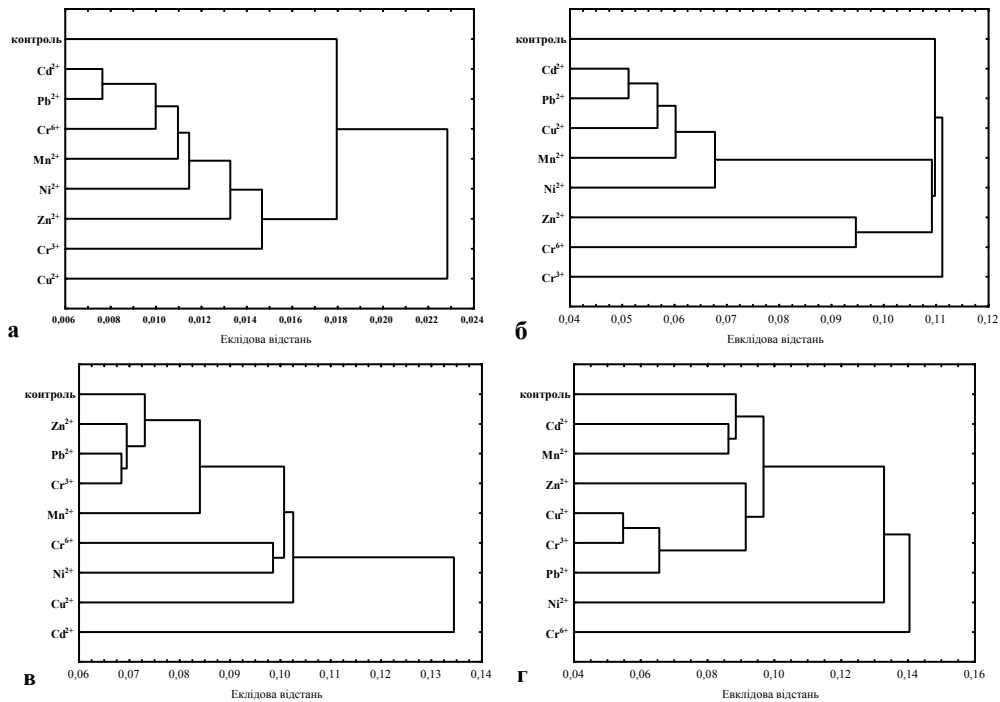 контроль
Cd²⁺
Pb²⁺
Cr⁶⁺
Mn²⁺
Ni²⁺
Zn²⁺
Cr³⁺
Cu²⁺
0,006 0,008 0,010 0,012 0,014 0,016 0,018 0,020 0,022 0,024
а
Еклідова відстань
контроль
Cd²⁺
Pb²⁺
Cu²⁺
Mn²⁺
Ni²⁺
Zn²⁺
Cr⁶⁺
Cr³⁺
0,04 0,05 0,06 0,07 0,08 0,09 0,10 0,11 0,12
б
Евклідова відстань
контроль
Zn²⁺
Pb²⁺
Cr³⁺
Mn²⁺
Cr⁶⁺
Ni²⁺
Cu²⁺
Cd²⁺
0,06 0,07 0,08 0,09 0,10 0,11 0,12 0,13 0,14
в
Еклідова відстань
контроль
Cd²⁺
Mn²⁺
Zn²⁺
Cu²⁺
Cr³⁺
Pb²⁺
Ni²⁺
Cr⁶⁺
0,04 0,06 0,08 0,10 0,12 0,14 0,16
г
Евклідова відстань